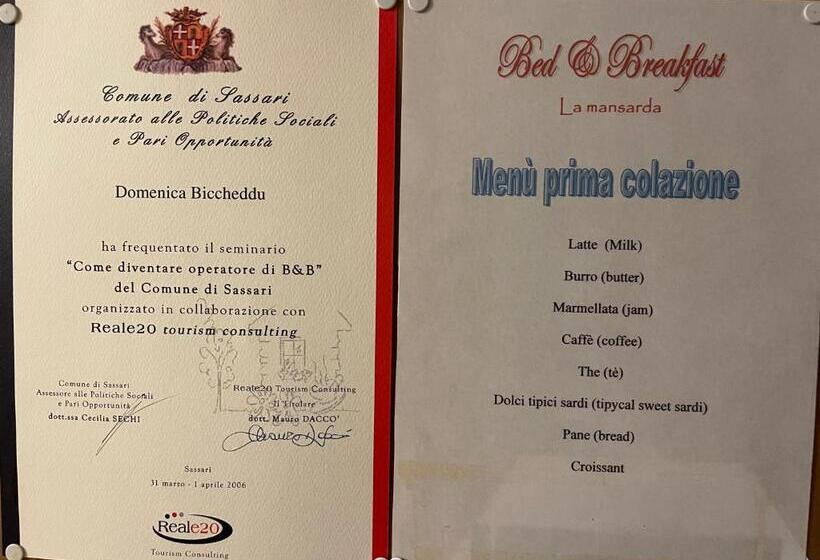 Comune di Sassari
Assessorato alle Politiche Sociali
e Pari Opportunità
Domenica Biccheddu
ha frequentato il seminario
"Come diventare operatore di B&B"
del Comune di Sassari
organizzato in collaborazione con
Reale20 tourism consulting
Comune di Sassari
Assessore alle Politiche Sociali
e Pari Opportunità
dott.ssa Cecilia SECHI
Reale20 Tourism Consulting
Il Titolare
dott. Mauro DACCO'
Sassari
31 marzo - 1 aprile 2006
Reale20
Tourism Consulting
Bed & Breakfast
La mansarda
Menù prima colazione
Latte (Milk)
Burro (butter)
Marmellata (jam)
Caffè (coffee)
The (tè)
Dolci tipici sardi (tipycal sweet sardi)
Pane (bread)
Croissant